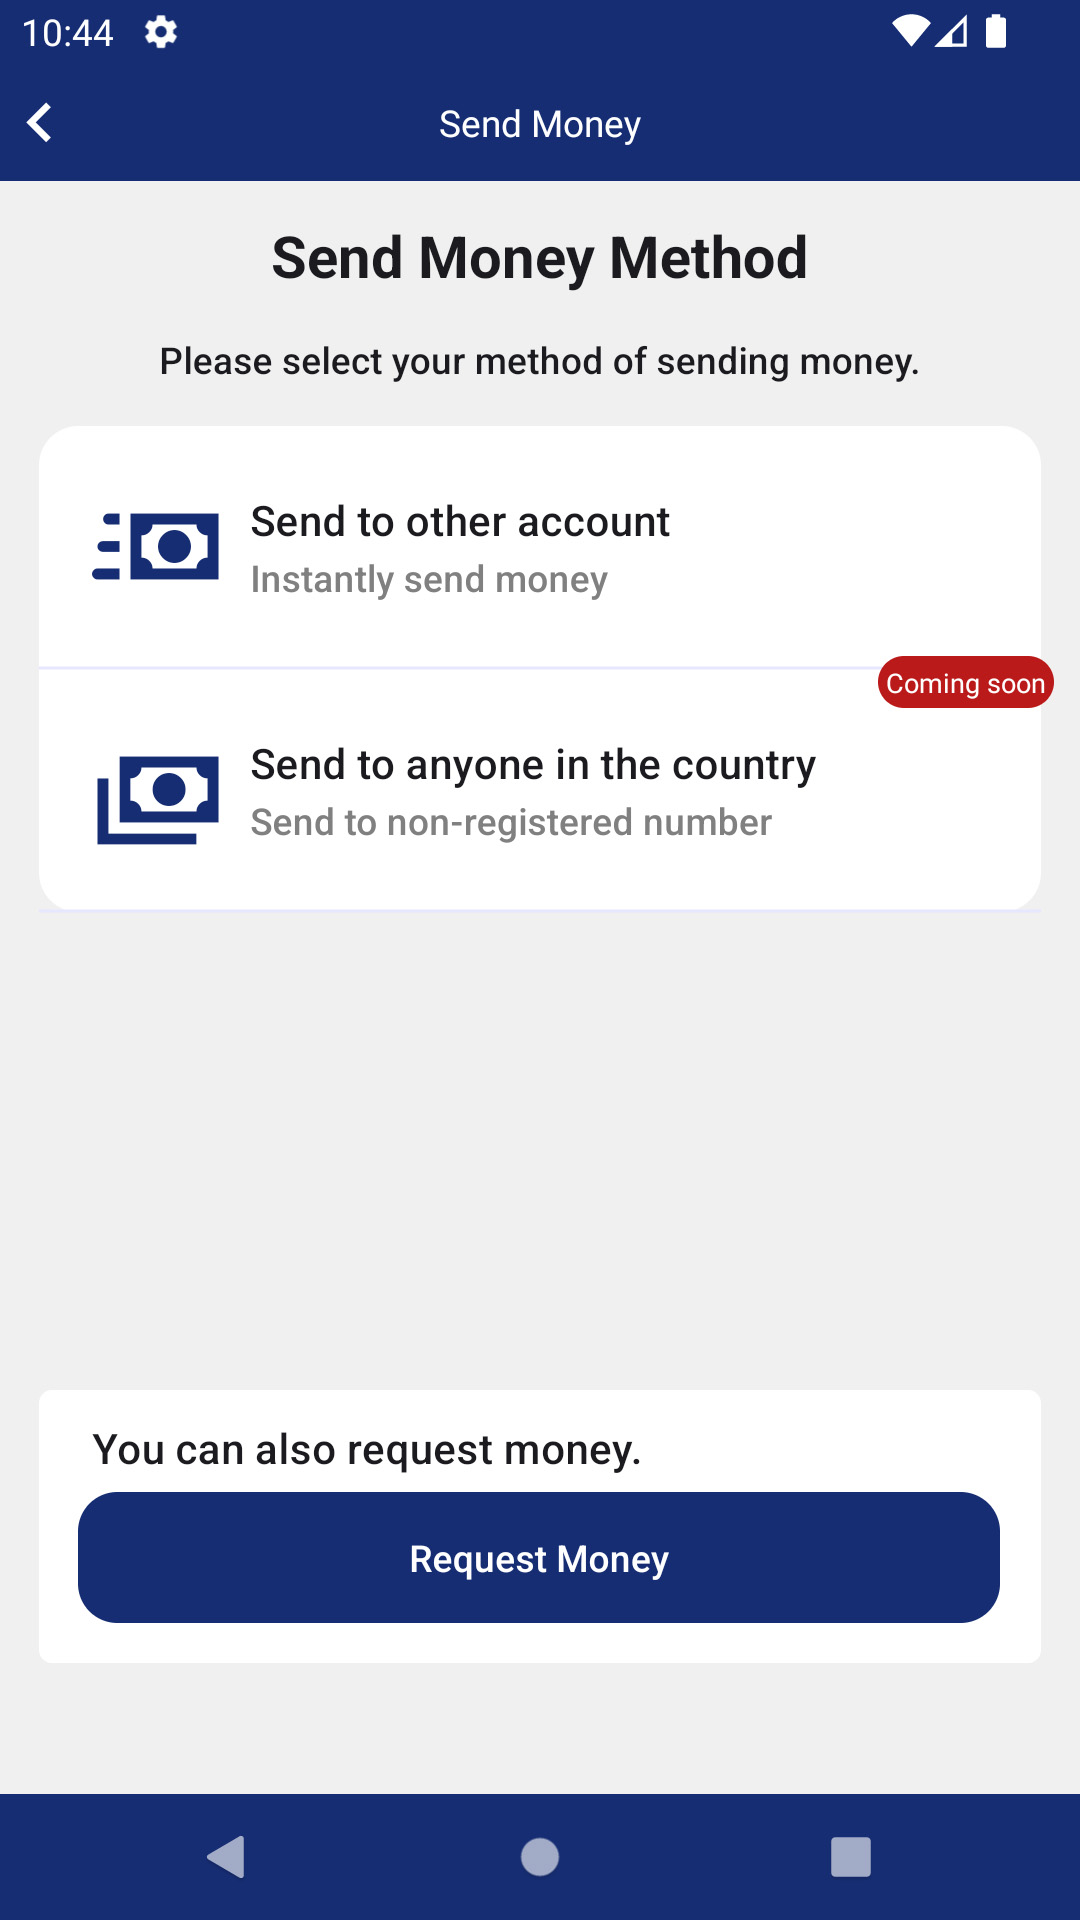 10:44
Send Money
Send Money Method
Please select your method of sending money.
Send to other account
Instantly send money
Coming soon
Send to anyone in the country
Send to non-registered number
You can also request money.
Request Money